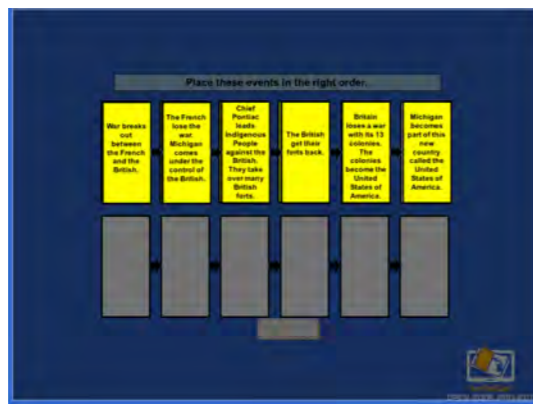 Place these events in the right order.
War breaks
out
between
the French
and the
British.
The French
lose the
war.
Michigan
comes
under the
control of
the British.
Chief
Pontiac
leads
Indigenous
People
against the
British.
They take
over many
British
forts.
The British
get their
forts back.
Britain
loses a war
with its 13
colonies.
The
colonies
become the
United
States of
America.
Michigan
becomes
part of this
new
country
called the
United
States of
America.